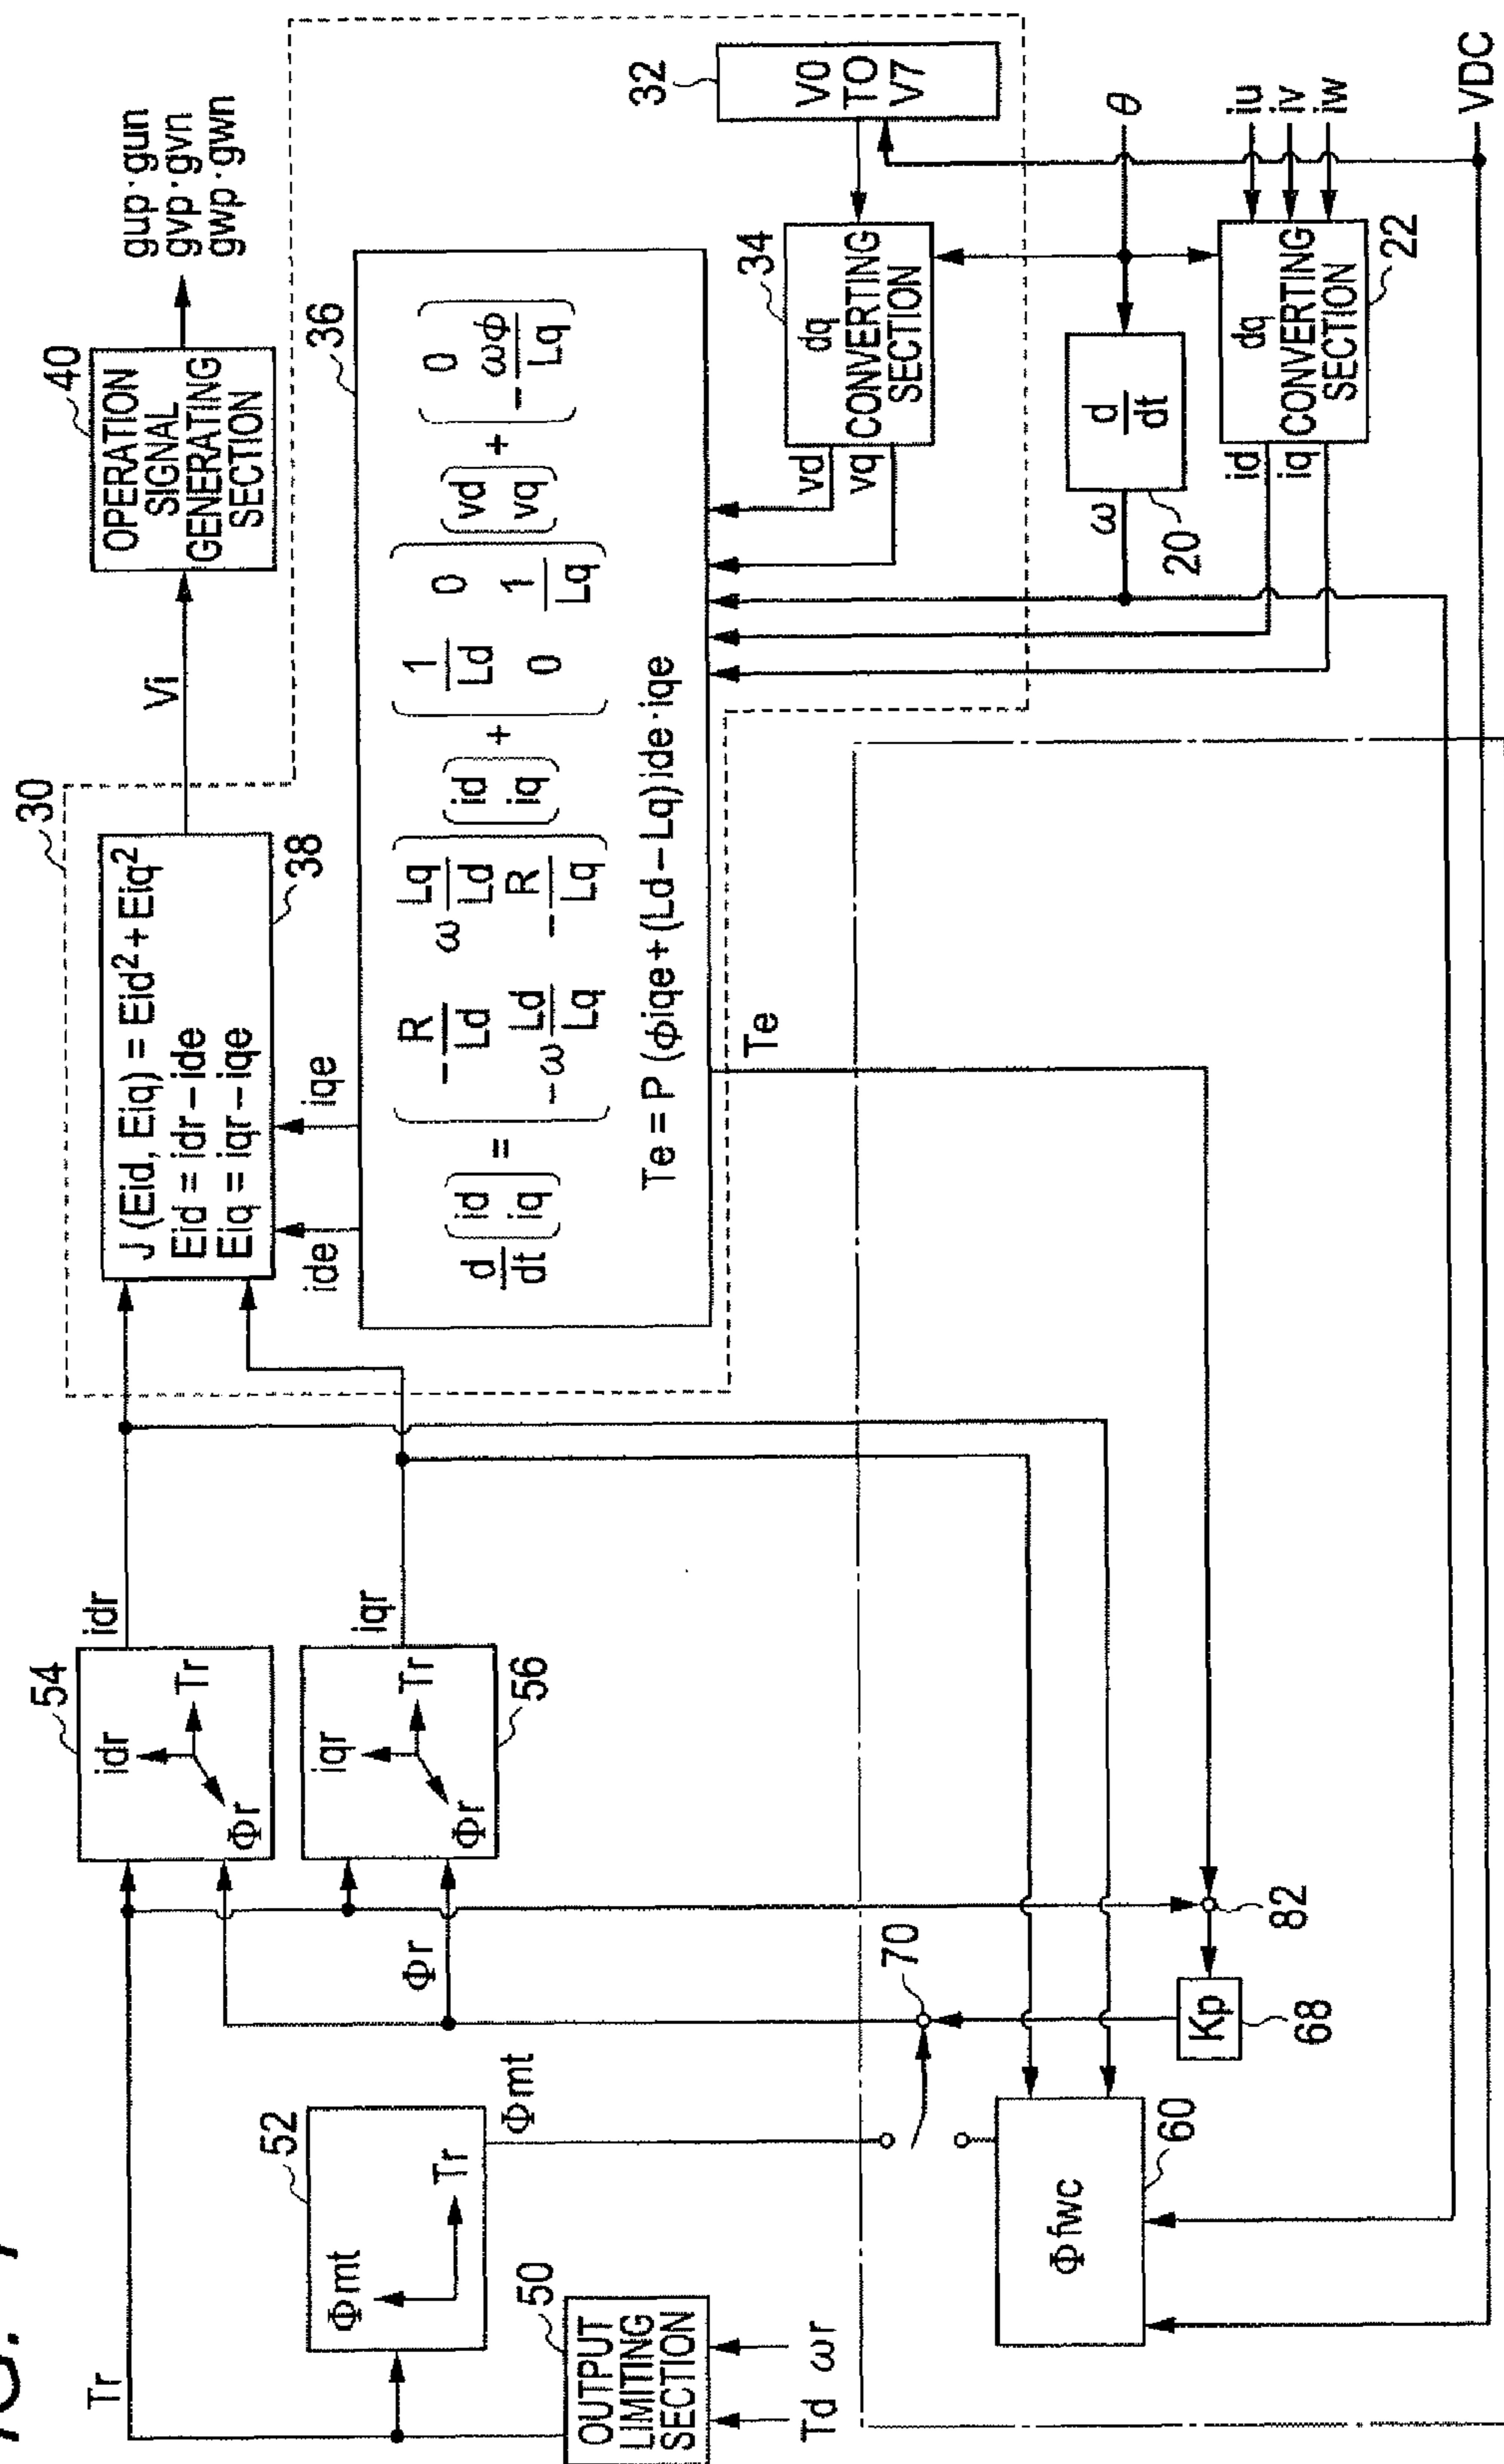 30
38
J (Eid, Eiq) = Eid² + Eiq²
Eid = idr − ide
Eiq = iqr − iqe
Vi
40
OPERATION
SIGNAL
GENERATING
SECTION
gup · gun
gvp · gvn
gwp · gwn
ide
iqe
36
d/dt (id iq) = (−R/Ld ω Lq/Ld −ω Ld/Lq −R/Lq) (id iq) + (1/Ld 0 0 1/Lq) (vd vq) + (0 −ωϕ/Lq)
Te = P (ϕiqe + (Ld − Lq) ide · iqe
Te
32
V0
TO
V7
34
dq
CONVERTING
SECTION
vd
vq
θ
d/dt
20
ω
22
dq
CONVERTING
SECTION
id
iq
iu
iv
iw
VDC
54
idr
Tr
Φr
idr
56
iqr
Tr
Φr
iqr
Tr
Φr
52
Φmt
Tr
Φmt
50
OUTPUT
LIMITING
SECTION
Td ωr
70
82
Kp
68
60
Φfwc